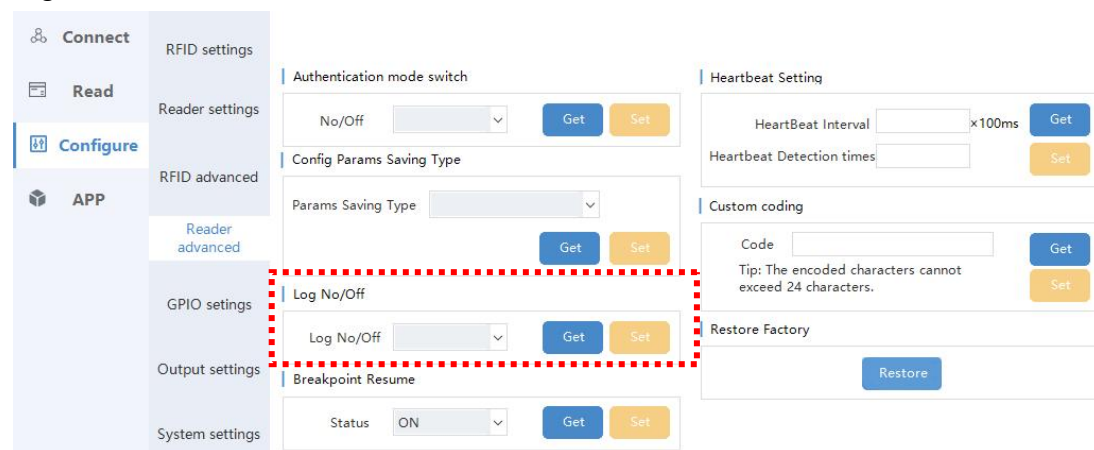 Connect
Read
Configure
APP
RFID settings
Reader settings
RFID advanced
Reader
advanced
GPIO setings
Output settings
System settings
Authentication mode switch
No/Off
Get
Set
Config Params Saving Type
Params Saving Type
Get
Set
Log No/Off
Log No/Off
Get
Set
Breakpoint Resume
Status
ON
Get
Set
Heartbeat Setting
HeartBeat Interval
×100ms
Get
Heartbeat Detection times
Set
Custom coding
Code
Get
Tip: The encoded characters cannot
exceed 24 characters.
Set
Restore Factory
Restore